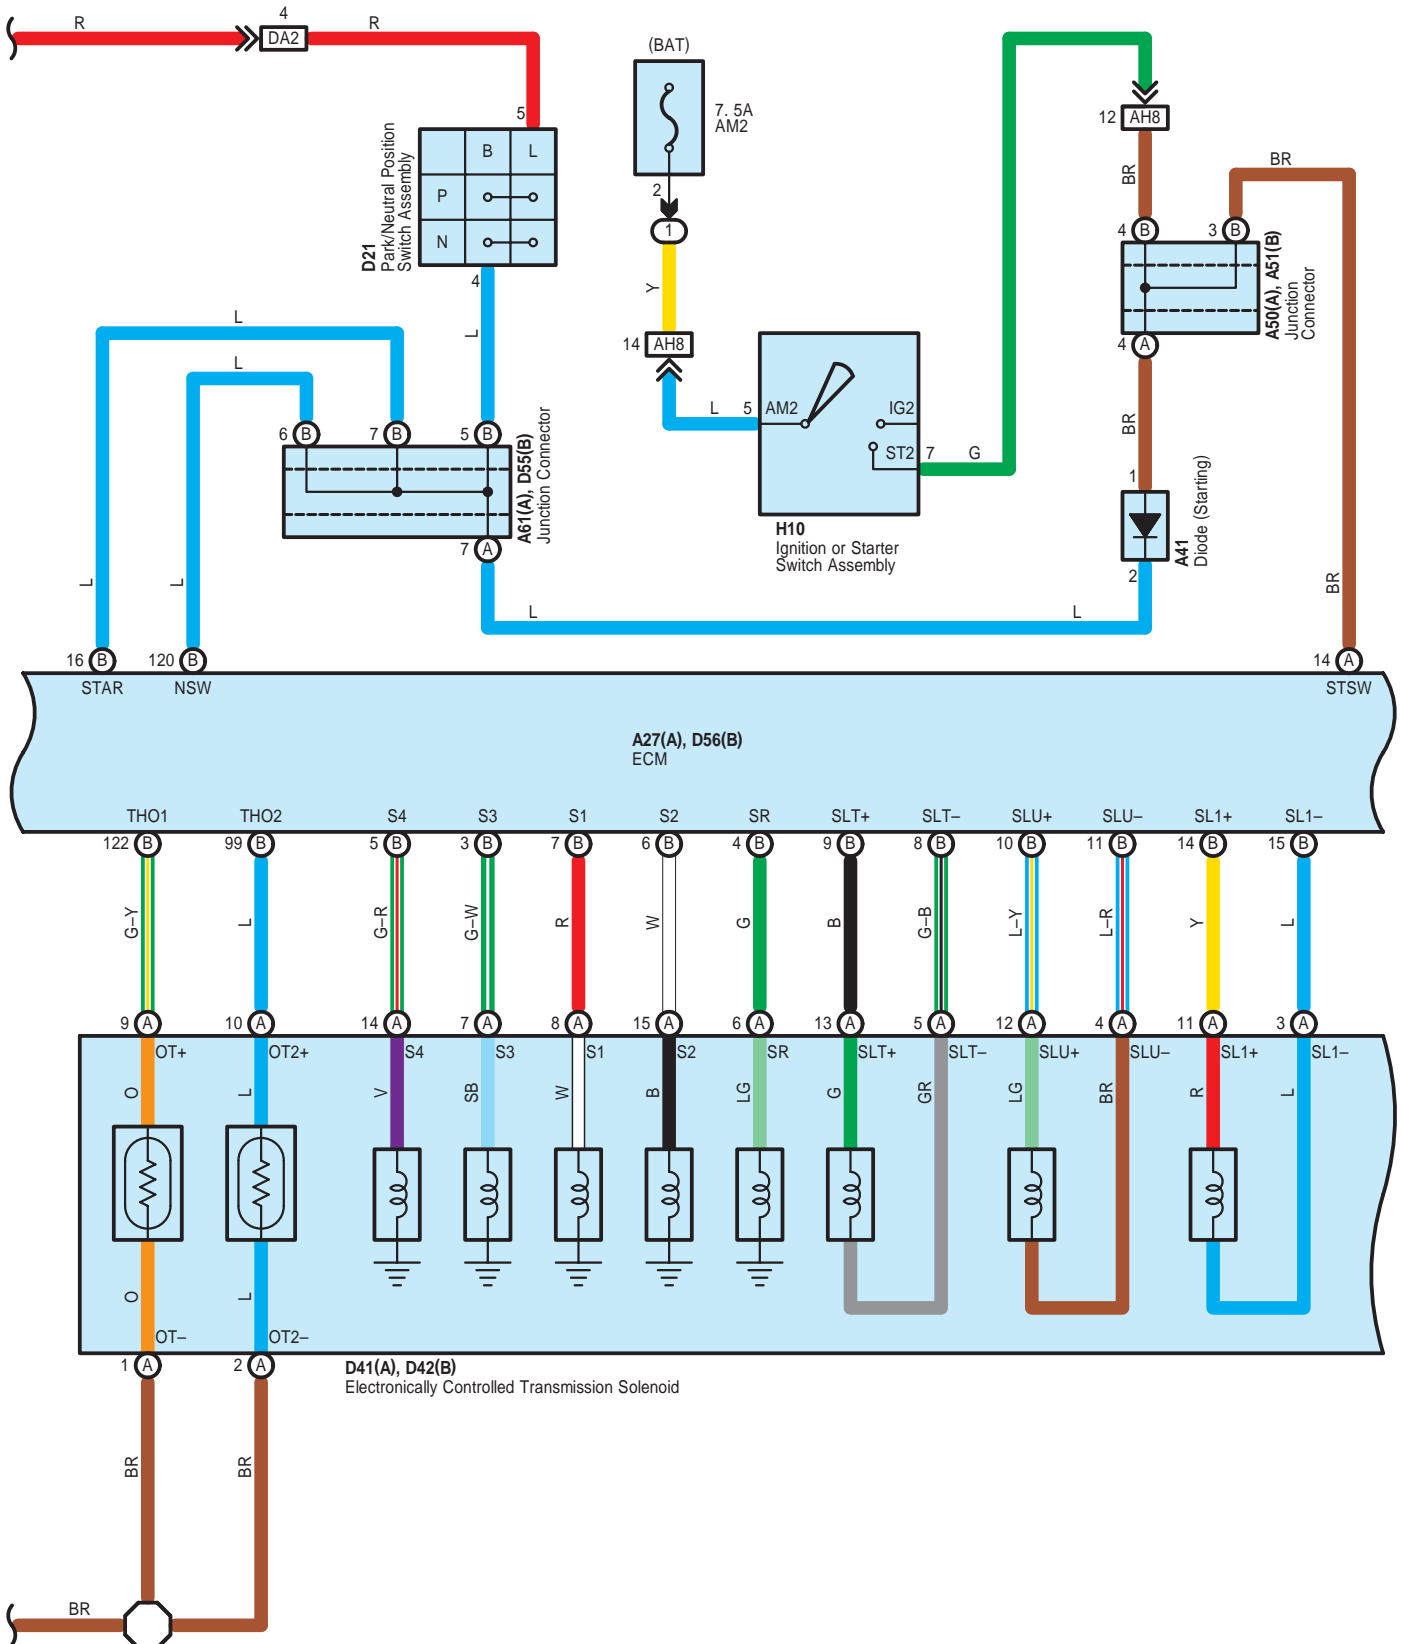 R
4
DA2
R
5
D21
Park/Neutral Position
Switch Assembly
B L
P
N
4
L
(BAT)
7. 5A
AM2
2
1
Y
14 AH8
L 5
AM2
IG2
ST2
7 G
H10
Ignition or Starter
Switch Assembly
12 AH8
BR
BR
4 B
3 B
A50(A), A51(B)
Junction
Connector
4 A
BR
1
A41
Diode (Starting)
2
BR
L
L
6 B
7 B
5 B
A61(A), D55(B)
Junction Connector
7 A
L
L
L
L
16 B
120 B
14 A
STAR
NSW
STSW
A27(A), D56(B)
ECM
THO1 THO2 S4 S3 S1 S2 SR SLT+ SLT– SLU+ SLU– SL1+ SL1–
122 B 99 B 5 B 3 B 7 B 6 B 4 B 9 B 8 B 10 B 11 B 14 B 15 B
G–Y L G–R G–W R W G B G–B L–Y L–R Y L
9 A 10 A 14 A 7 A 8 A 15 A 6 A 13 A 5 A 12 A 4 A 11 A 3 A
OT+ OT2+ S4 S3 S1 S2 SR SLT+ SLT– SLU+ SLU– SL1+ SL1–
O L V SB W B LG G GR LG BR R L
O L
OT– OT2–
1 A 2 A
D41(A), D42(B)
Electronically Controlled Transmission Solenoid
BR BR
BR